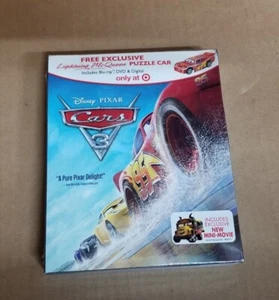 FREE EXCLUSIVE
Lightning McQueen PUZZLE CAR
Includes Blu-ray, DVD & Digital
only at
Disney PIXAR
Cars
3
"A Pure Pixar Delight"
INCLUDES
EXCLUSIVE
NEW
MINI-MOVIE